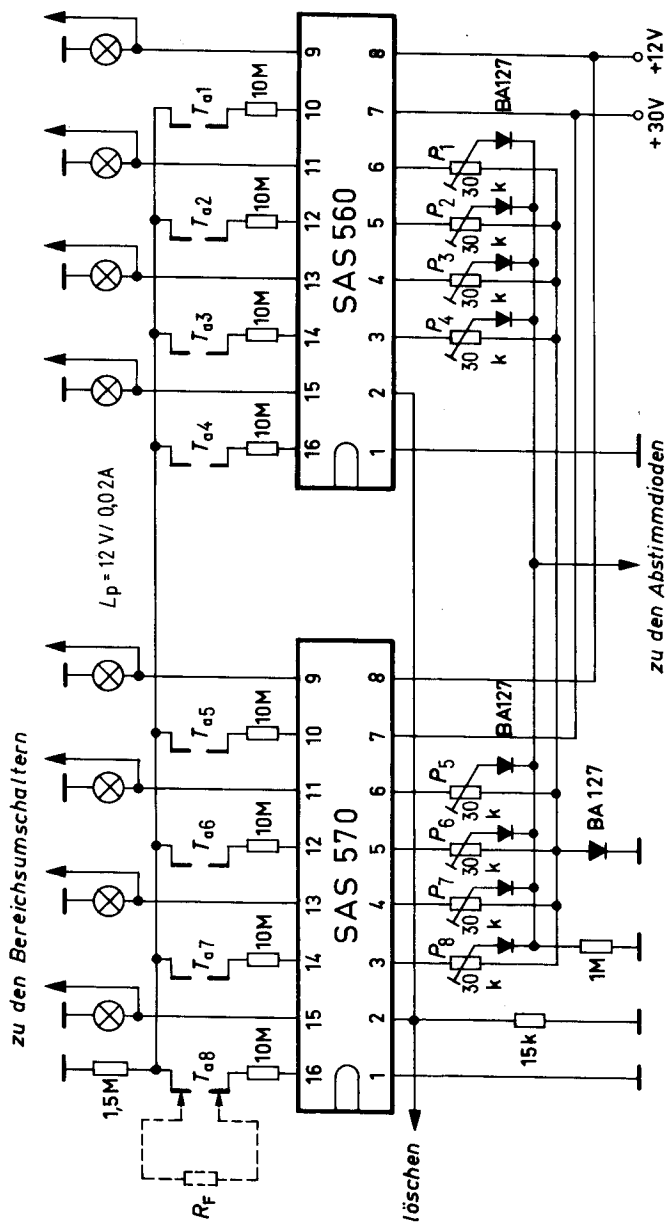 zu den Bereichsumschaltern
Lp = 12 V / 0,02A
1,5M
RF
Ta8
Ta7
Ta6
Ta5
Ta4
Ta3
Ta2
Ta1
10M
10M
10M
10M
10M
10M
10M
10M
16 15 14 13 12 11 10 9
SAS 570
1 2 3 4 5 6 7 8
16 15 14 13 12 11 10 9
SAS 560
1 2 3 4 5 6 7 8
P8
30
k
P7
30
k
P6
30
k
P5
30
k
BA127
P4
30
k
P3
30
k
P2
30
k
P1
30
k
BA127
löschen
15k
1M
BA 127
zu den Abstimmdioden
+30V
+12V